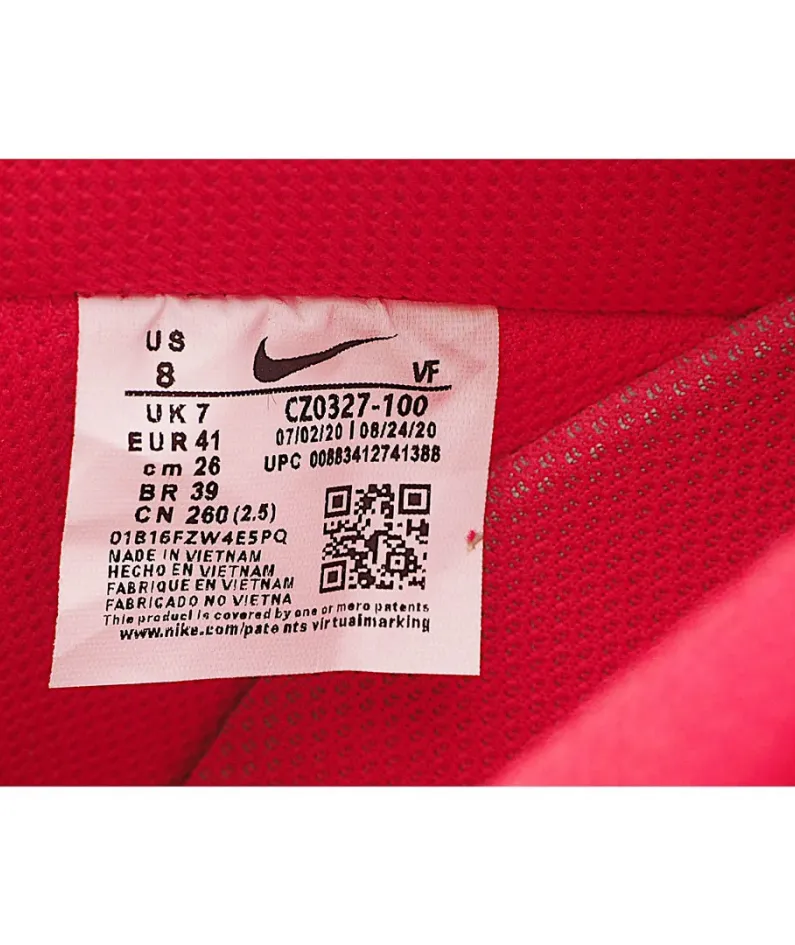 US
8
VF
UK 7
CZ0327-100
EUR 41
07/02/20 | 08/24/20
cm 26
UPC 00883412741388
BR 39
CN 260 (2.5)
01B16FZW4E5PQ
MADE IN VIETNAM
HECHO EN VIETNAM
FABRIQUE EN VIETNAM
FABRICADO NO VIETNA
This product is covered by one or mero patents
www.nike.com/patents virtualmarking